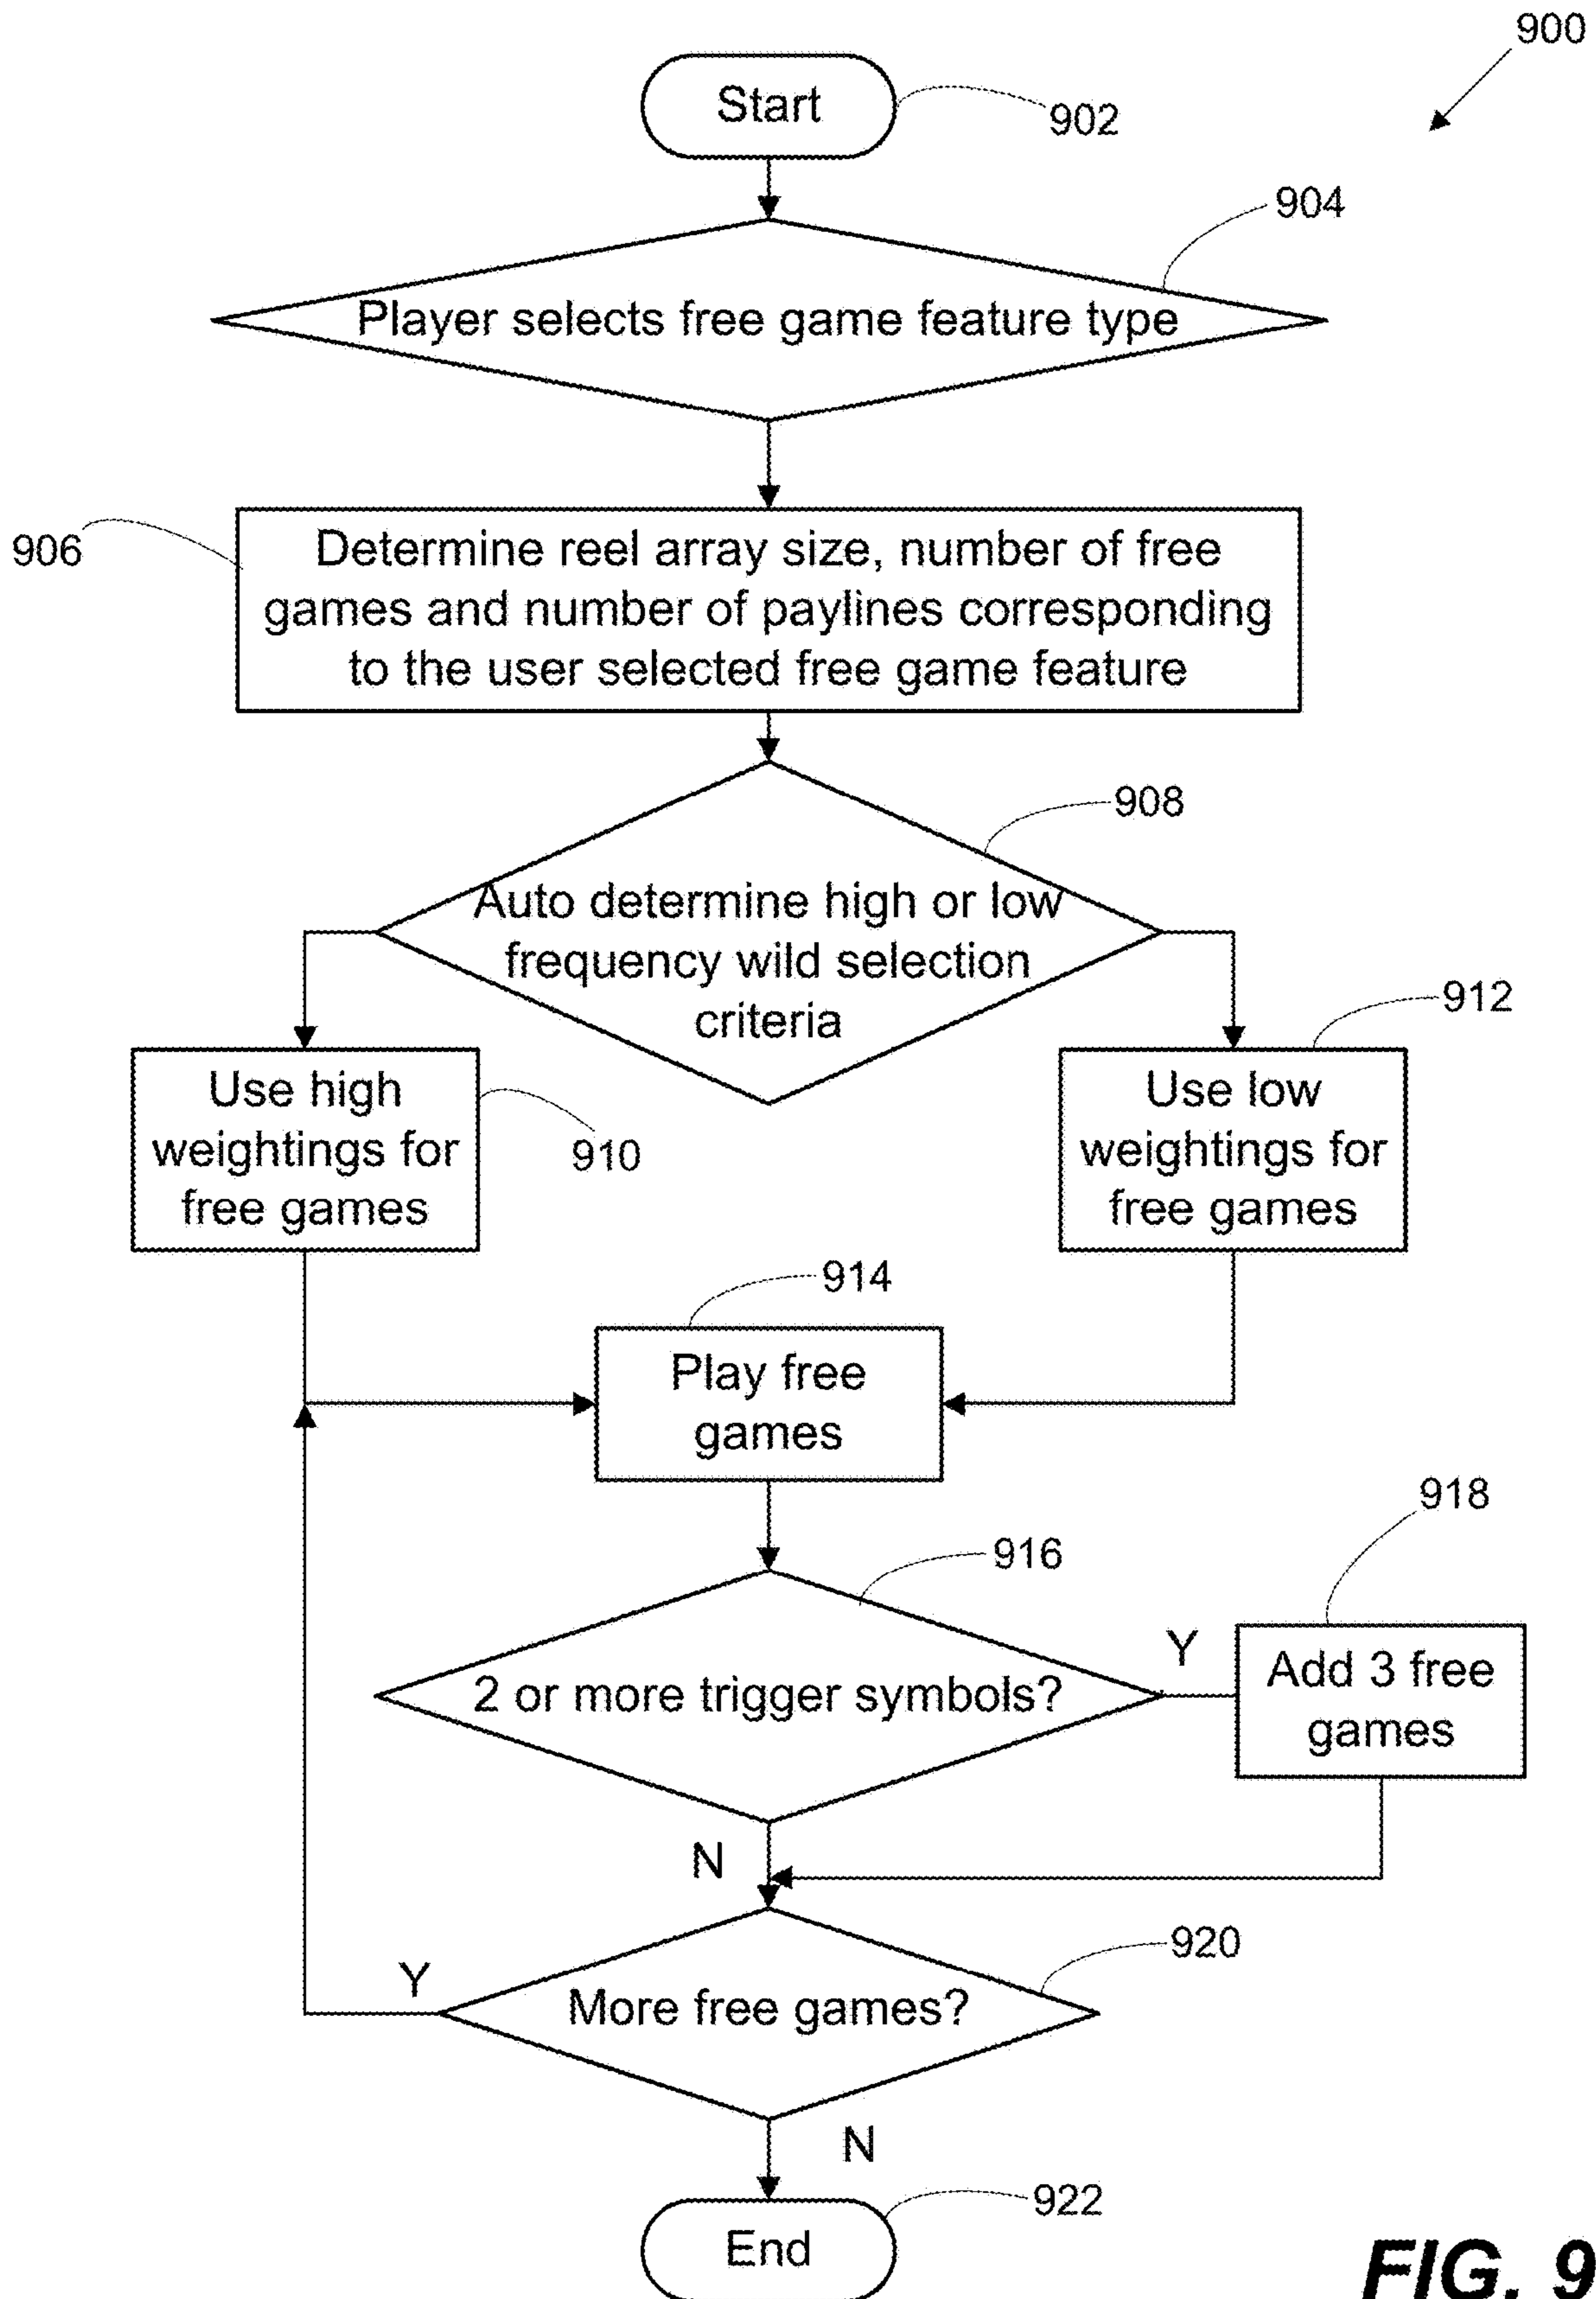 900
Start
902
904
Player selects free game feature type
906
Determine reel array size, number of free
games and number of paylines corresponding
to the user selected free game feature
908
Auto determine high or low
frequency wild selection
criteria
912
Use high
weightings for
free games
910
Use low
weightings for
free games
914
Play free
games
918
916
2 or more trigger symbols?
Y
Add 3 free
games
N
920
Y
More free games?
N
922
End
FIG. 9